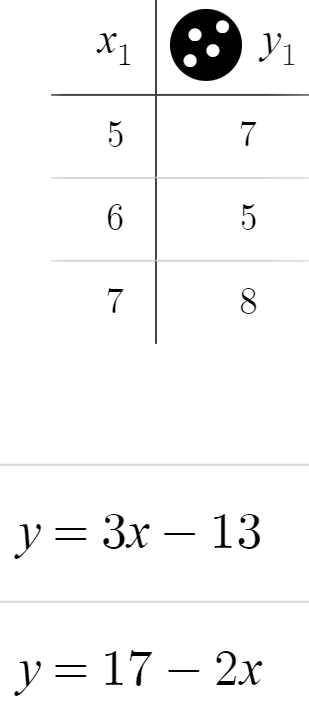 x₁ y₁
5 7
6 5
7 8
y = 3x − 13
y = 17 − 2x